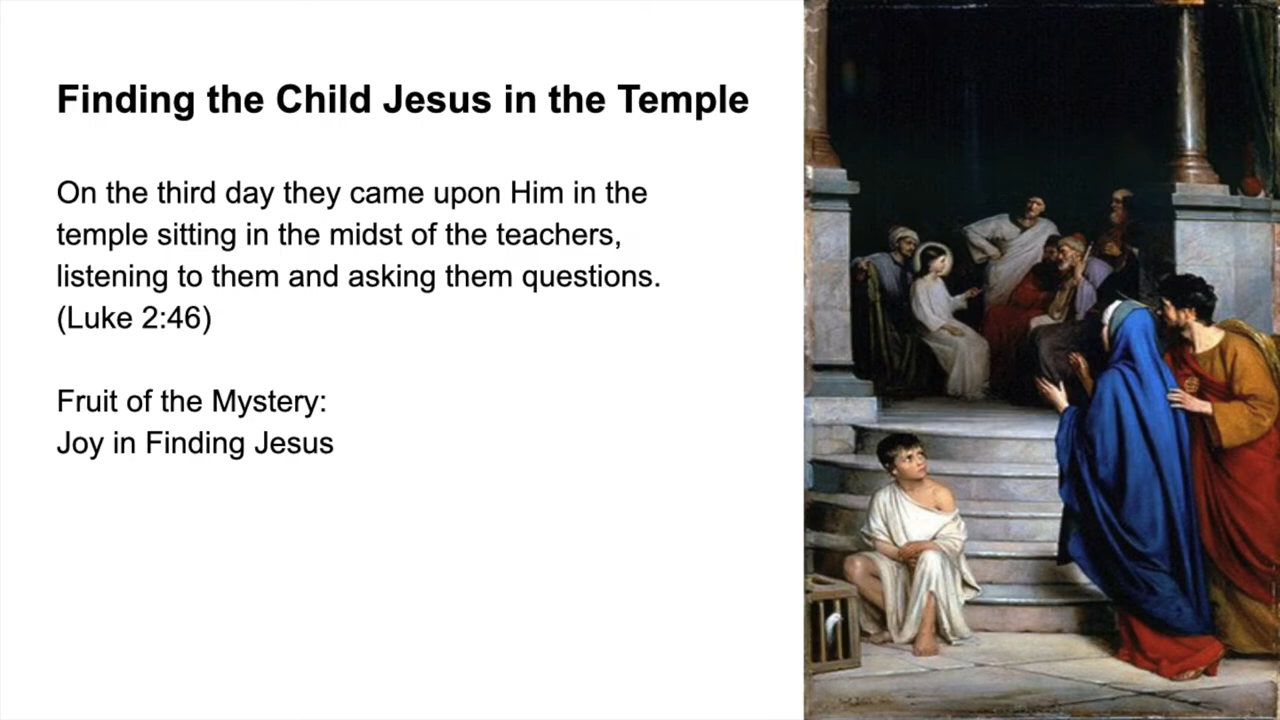 Finding the Child Jesus in the Temple
On the third day they came upon Him in the
temple sitting in the midst of the teachers,
listening to them and asking them questions.
(Luke 2:46)
Fruit of the Mystery:
Joy in Finding Jesus